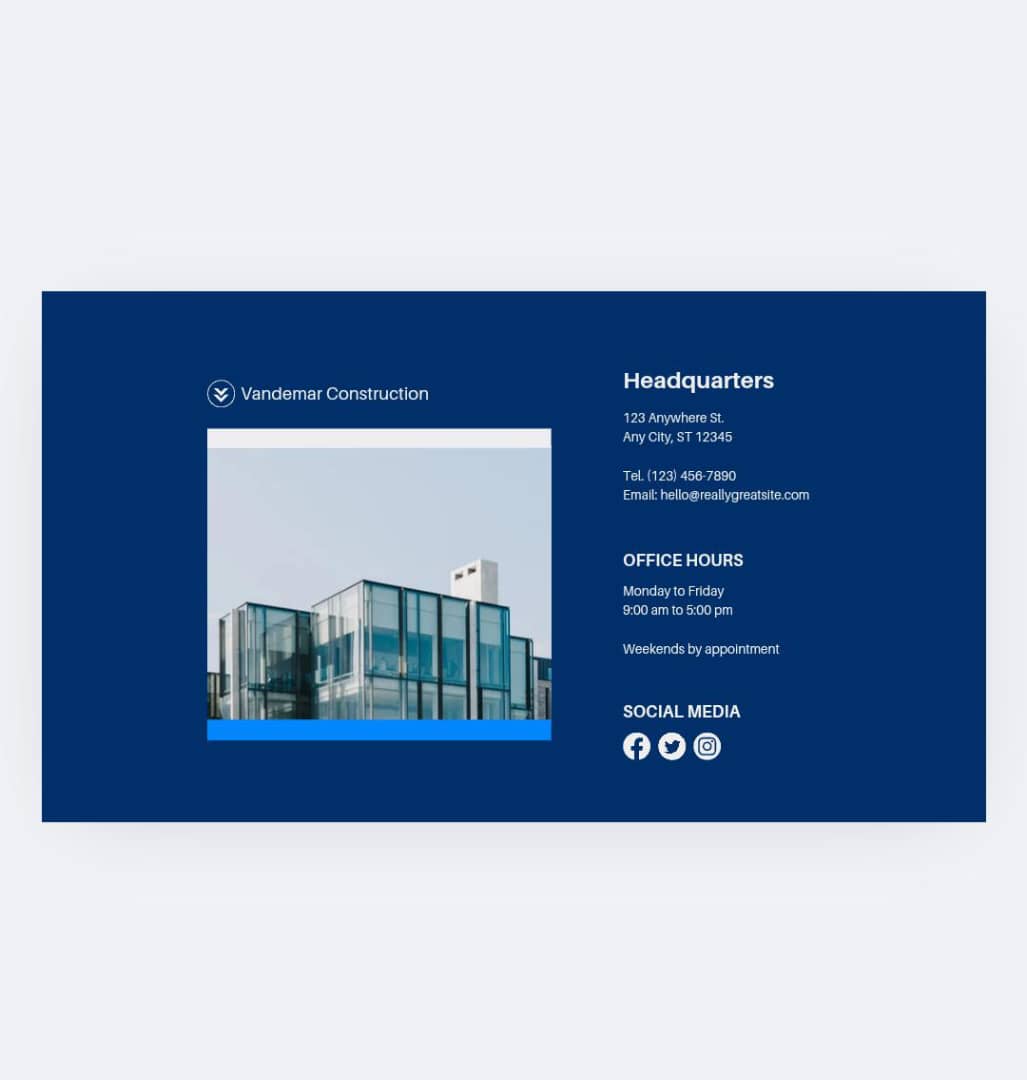 Vandemar Construction
Headquarters
123 Anywhere St.
Any City, ST 12345
Tel. (123) 456-7890
Email: hello@reallygreatsite.com
OFFICE HOURS
Monday to Friday
9:00 am to 5:00 pm
Weekends by appointment
SOCIAL MEDIA